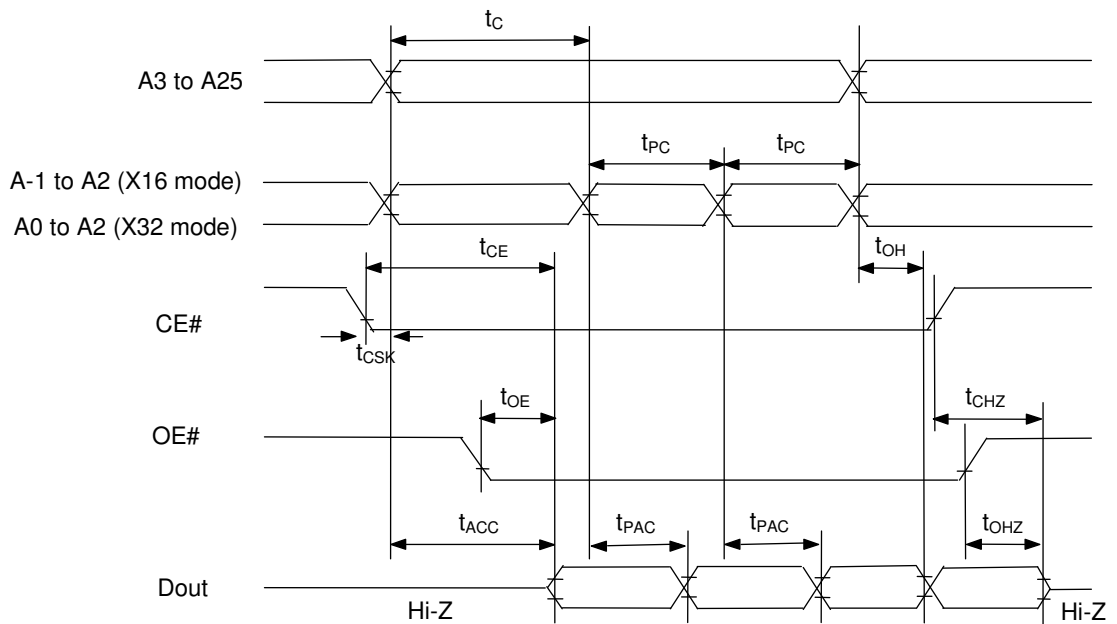 tC
A3 to A25
tPC tPC
A-1 to A2 (X16 mode)
A0 to A2 (X32 mode)
tCE tOH
CE#
tCSK
tOE tCHZ
OE#
tACC tPAC tPAC tOHZ
Dout
Hi-Z Hi-Z